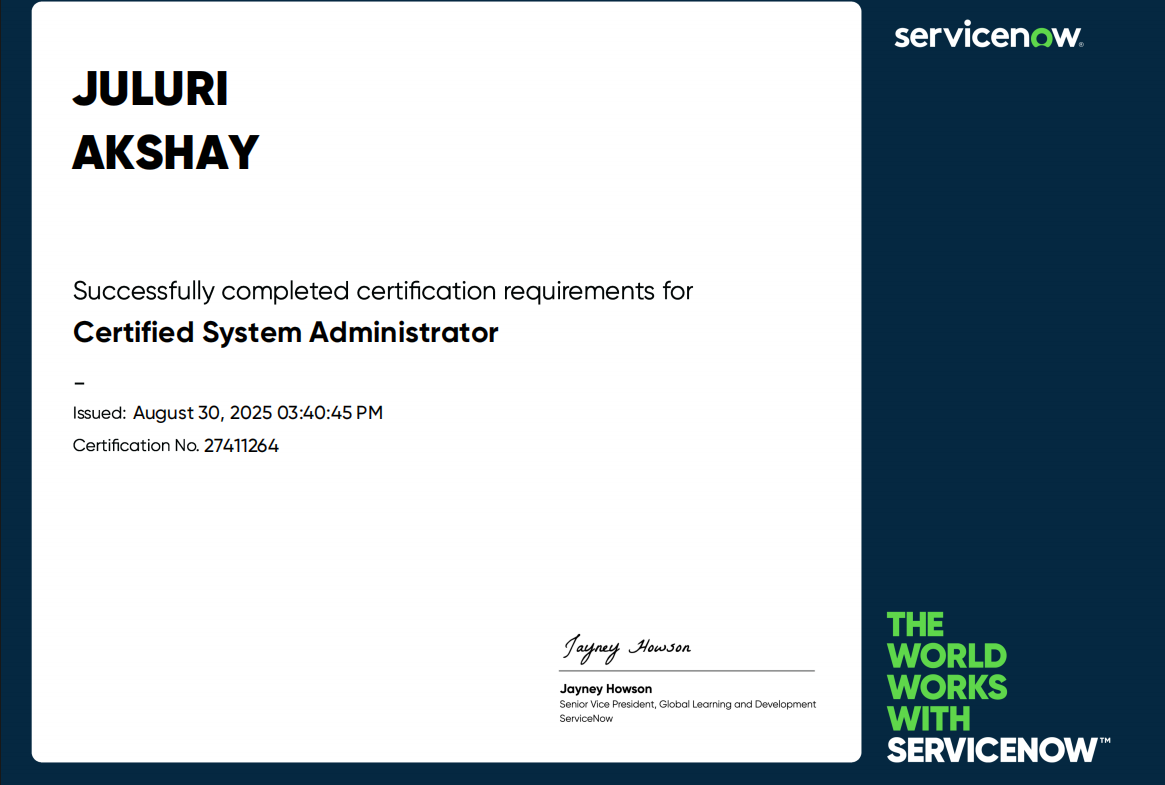 JULURI
AKSHAY
Successfully completed certification requirements for
Certified System Administrator
–
Issued: August 30, 2025 03:40:45 PM
Certification No. 27411264
Jayney Howson
Jayney Howson
Senior Vice President, Global Learning and Development
ServiceNow
servicenow®
THE
WORLD
WORKS
WITH
SERVICENOW™